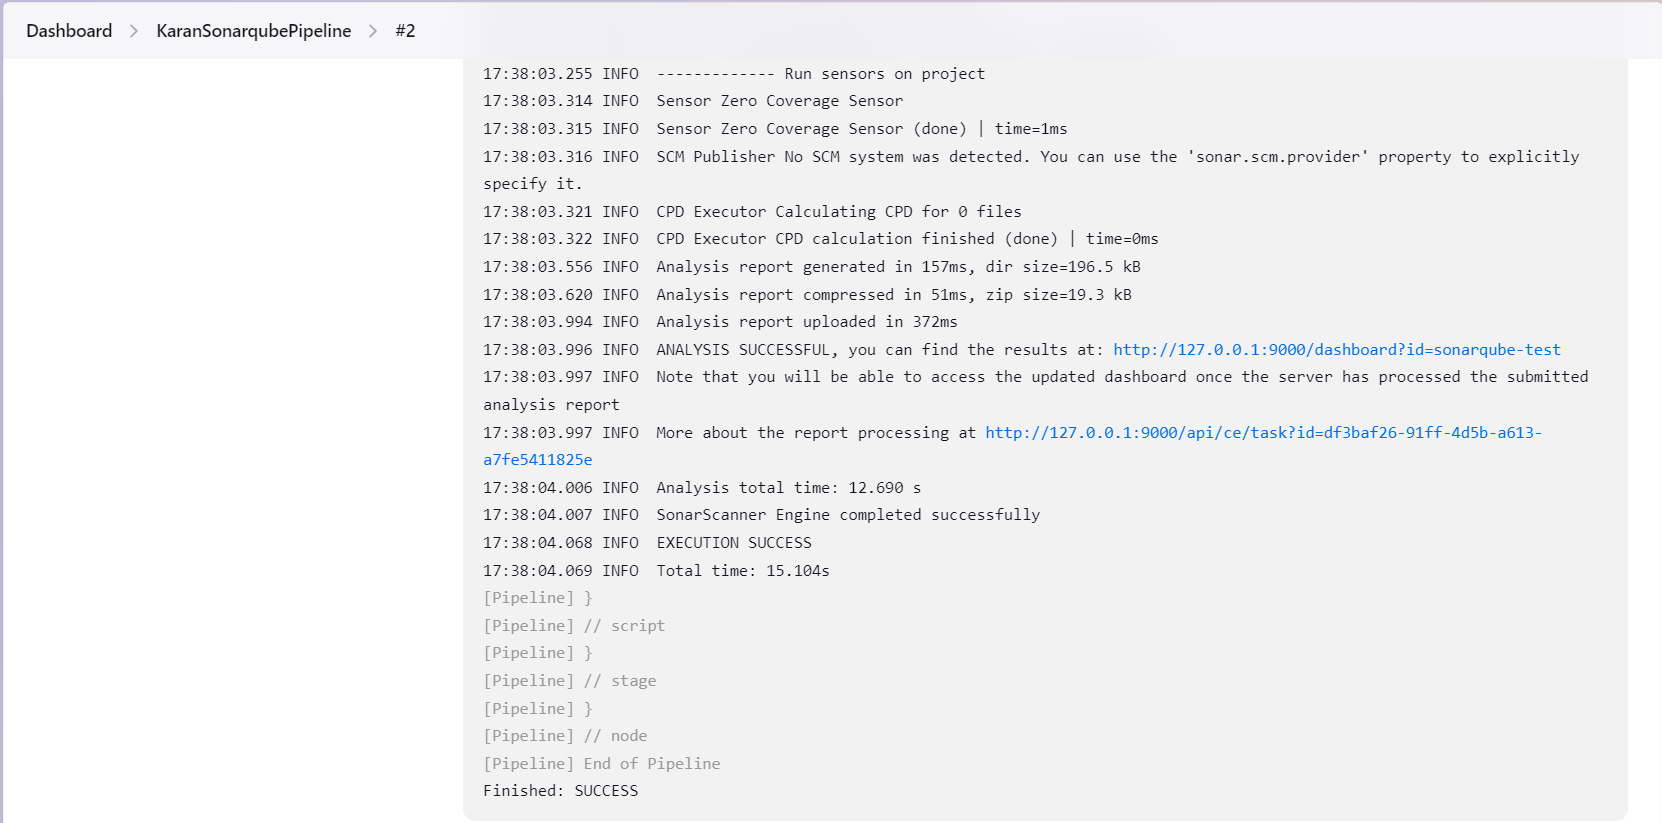 Dashboard > KaranSonarqubePipeline > #2
17:38:03.255 INFO  ------------- Run sensors on project
17:38:03.314 INFO  Sensor Zero Coverage Sensor
17:38:03.315 INFO  Sensor Zero Coverage Sensor (done) | time=1ms
17:38:03.316 INFO  SCM Publisher No SCM system was detected. You can use the 'sonar.scm.provider' property to explicitly
specify it.
17:38:03.321 INFO  CPD Executor Calculating CPD for 0 files
17:38:03.322 INFO  CPD Executor CPD calculation finished (done) | time=0ms
17:38:03.556 INFO  Analysis report generated in 157ms, dir size=196.5 kB
17:38:03.620 INFO  Analysis report compressed in 51ms, zip size=19.3 kB
17:38:03.994 INFO  Analysis report uploaded in 372ms
17:38:03.996 INFO  ANALYSIS SUCCESSFUL, you can find the results at: http://127.0.0.1:9000/dashboard?id=sonarqube-test
17:38:03.997 INFO  Note that you will be able to access the updated dashboard once the server has processed the submitted
analysis report
17:38:03.997 INFO  More about the report processing at http://127.0.0.1:9000/api/ce/task?id=df3baf26-91ff-4d5b-a613-
a7fe5411825e
17:38:04.006 INFO  Analysis total time: 12.690 s
17:38:04.007 INFO  SonarScanner Engine completed successfully
17:38:04.068 INFO  EXECUTION SUCCESS
17:38:04.069 INFO  Total time: 15.104s
[Pipeline] }
[Pipeline] // script
[Pipeline] }
[Pipeline] // stage
[Pipeline] }
[Pipeline] // node
[Pipeline] End of Pipeline
Finished: SUCCESS